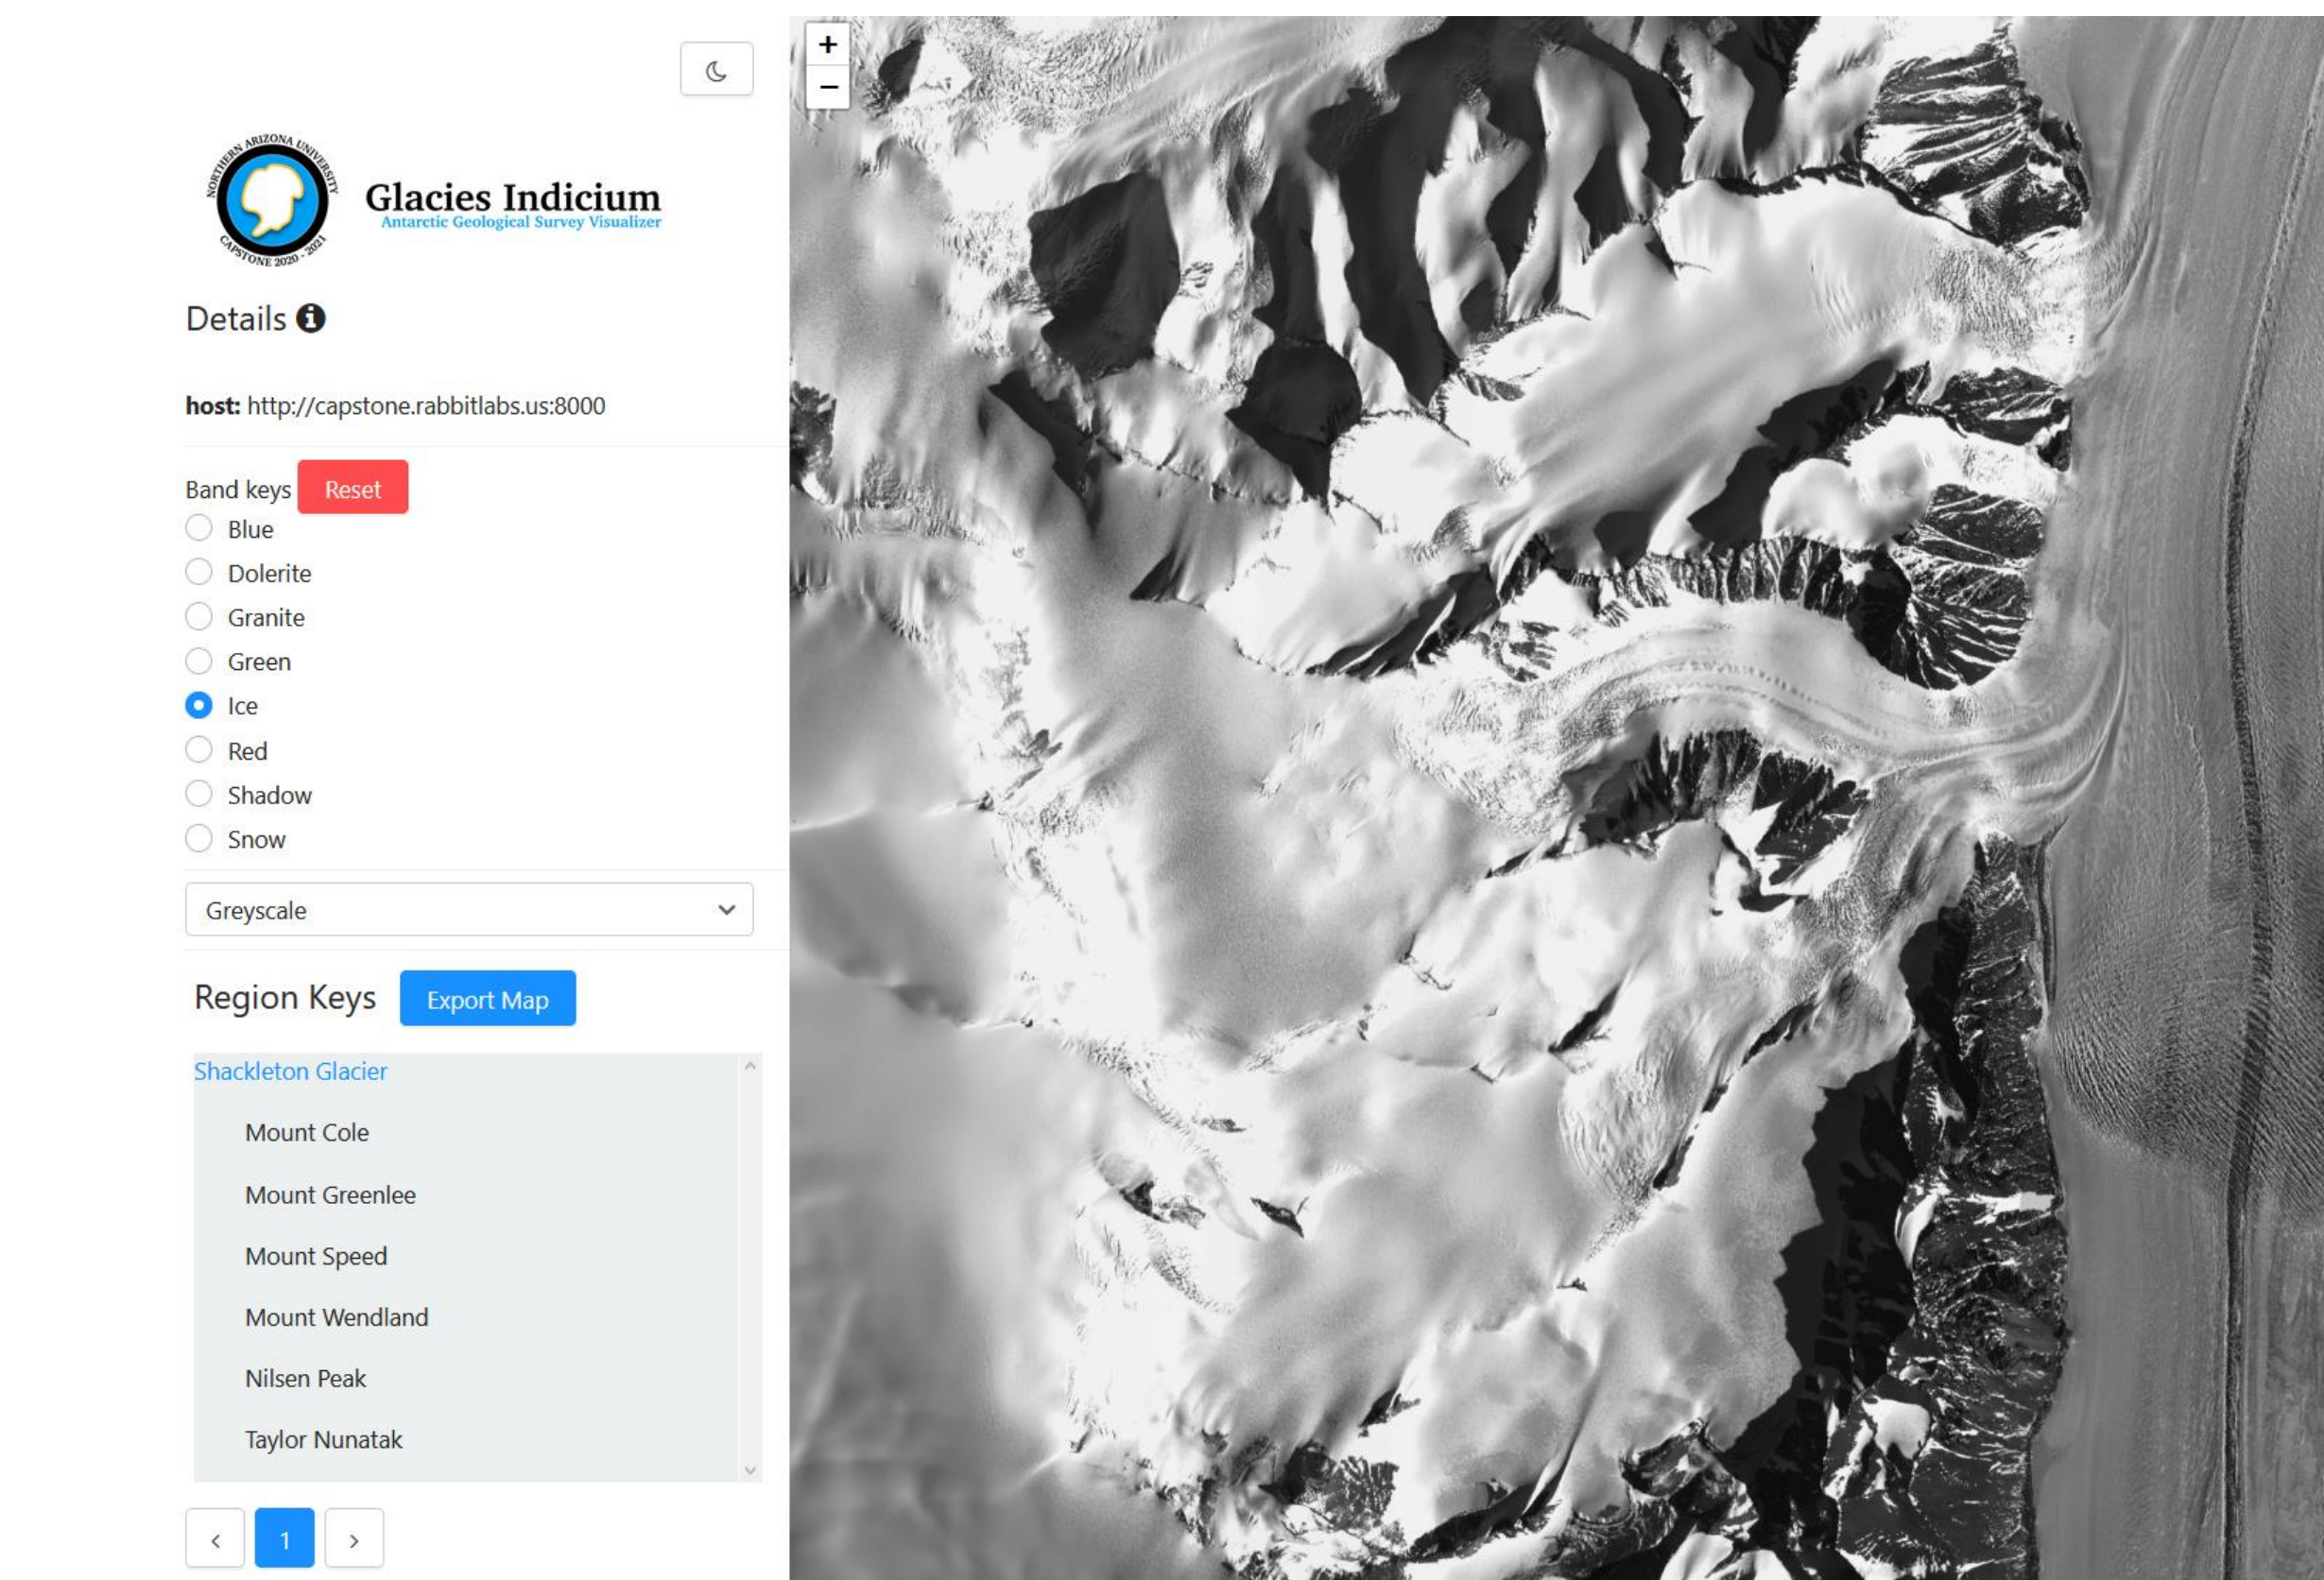 +
−
NORTHERN ARIZONA UNIVERSITY
CAPSTONE 2020 - 2021
Glacies Indicium
Antarctic Geological Survey Visualizer
Details
host: http://capstone.rabbitlabs.us:8000
Band keys Reset
Blue
Dolerite
Granite
Green
Ice
Red
Shadow
Snow
Greyscale
Region Keys Export Map
Shackleton Glacier
Mount Cole
Mount Greenlee
Mount Speed
Mount Wendland
Nilsen Peak
Taylor Nunatak
< 1 >